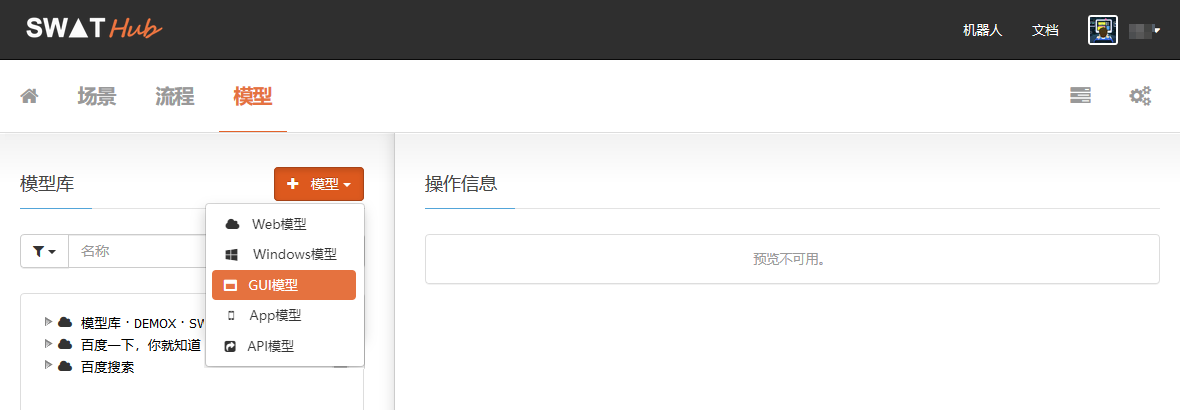 SWAT Hub
机器人 文档
场景 流程 模型
模型库
模型
操作信息
Web模型
Windows模型
GUI模型
App模型
API模型
名称
预览不可用。
模型库・DEMOX・SW
百度一下，你就知道
百度搜索